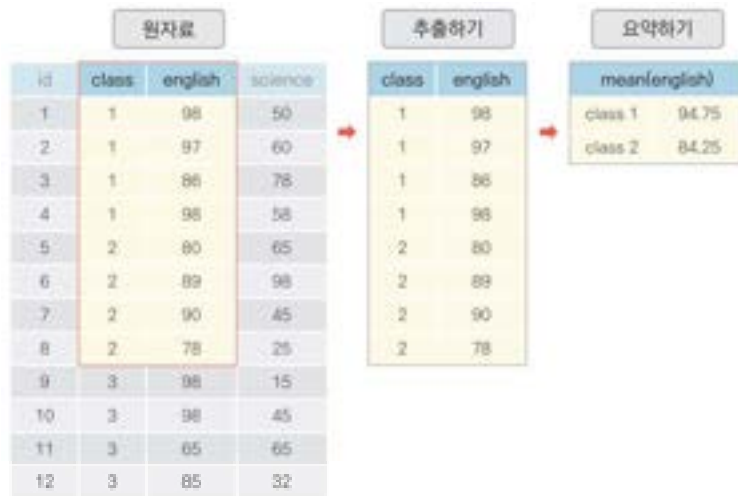 원자료 추출하기 요약하기
id class english science class english mean(english)
1 1 98 50 1 98 class 1 94.75
2 1 97 60 1 97 class 2 84.25
3 1 86 78 1 86
4 1 98 58 1 98
5 2 80 65 2 80
6 2 89 98 2 89
7 2 90 45 2 90
8 2 78 25 2 78
9 3 98 15
10 3 98 45
11 3 65 65
12 3 85 32